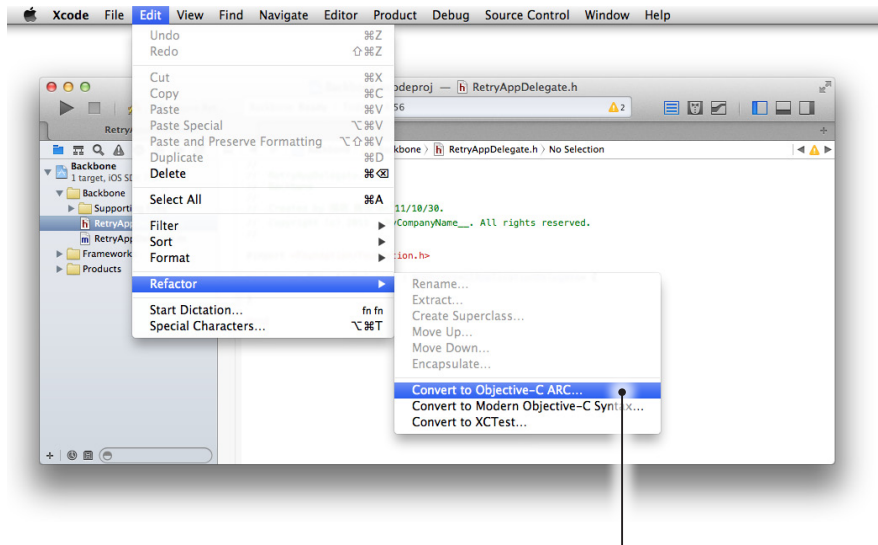 Xcode File Edit View Find Navigate Editor Product Debug Source Control Window Help
Undo ⌘Z
Redo ⇧⌘Z
Cut ⌘X
Copy ⌘C
Paste ⌘V
Paste Special ⌥⌘V
Paste and Preserve Formatting ⌥⇧⌘V
Duplicate ⌘D
Delete ⌘⌫
Select All ⌘A
Filter
Sort
Format
Refactor
Start Dictation... fn fn
Special Characters... ⌥⌘T
Rename...
Extract...
Create Superclass...
Move Up...
Move Down...
Encapsulate...
Convert to Objective-C ARC...
Convert to Modern Objective-C Syntax...
Convert to XCTest...
odeproj — h RetryAppDelegate.h
56 2
Retry
kbone › h RetryAppDelegate.h › No Selection
Backbone
1 target, iOS SD
Backbone
Supporti
h RetryAp
m RetryAp
Framework
Products
11/10/30.
yCompanyName__. All rights reserved.
tion.h>